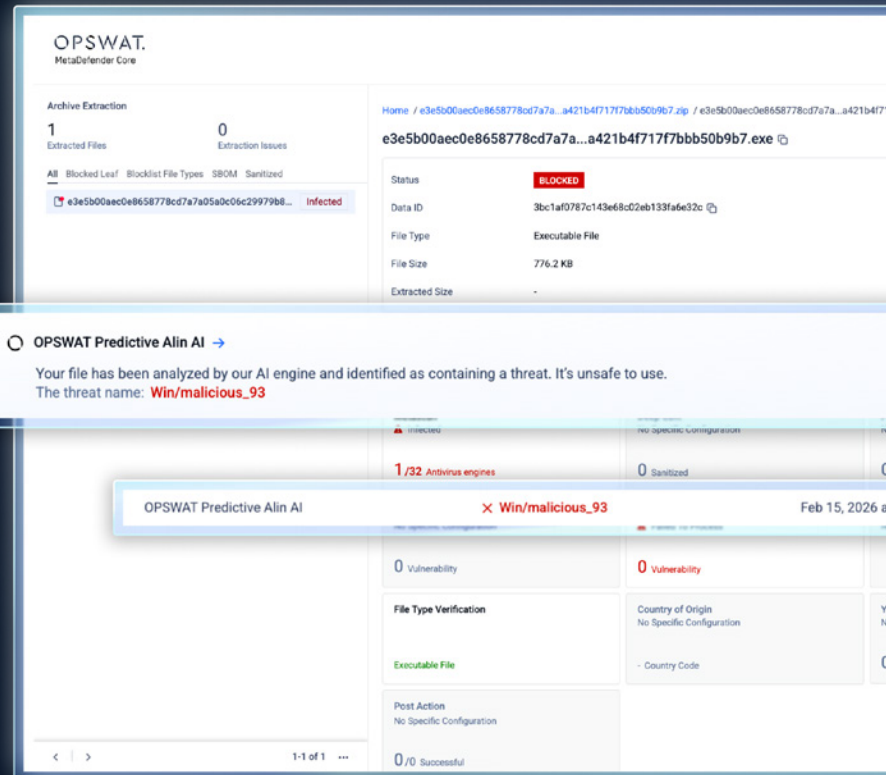 OPSWAT.
MetaDefender Core
Archive Extraction
1
Extracted Files
0
Extraction Issues
All Blocked Leaf Blocklist File Types SBOM Sanitized
e3e5b00aec0e8658778cd7a7a05a0c06c29979b8... Infected
Home / e3e5b00aec0e8658778cd7a7a...a421b4f717f7bbb50b9b7.zip / e3e5b00aec0e8658778cd7a7a...a421b4f71
e3e5b00aec0e8658778cd7a7a...a421b4f717f7bbb50b9b7.exe
Status BLOCKED
Data ID 3bc1af0787c143e68c02eb133fa6e32c
File Type Executable File
File Size 776.2 KB
Extracted Size -
OPSWAT Predictive Alin AI →
Your file has been analyzed by our AI engine and identified as containing a threat. It's unsafe to use.
The threat name: Win/malicious_93
Infected
No Specific Configuration
1/32 Antivirus engines
0 Sanitized
OPSWAT Predictive Alin AI × Win/malicious_93 Feb 15, 2026 a
No Specific Configuration
Failed To Process
0 Vulnerability
0 Vulnerability
File Type Verification
Executable File
Country of Origin
No Specific Configuration
- Country Code
Post Action
No Specific Configuration
0/0 Successful
< | > 1-1 of 1 ...